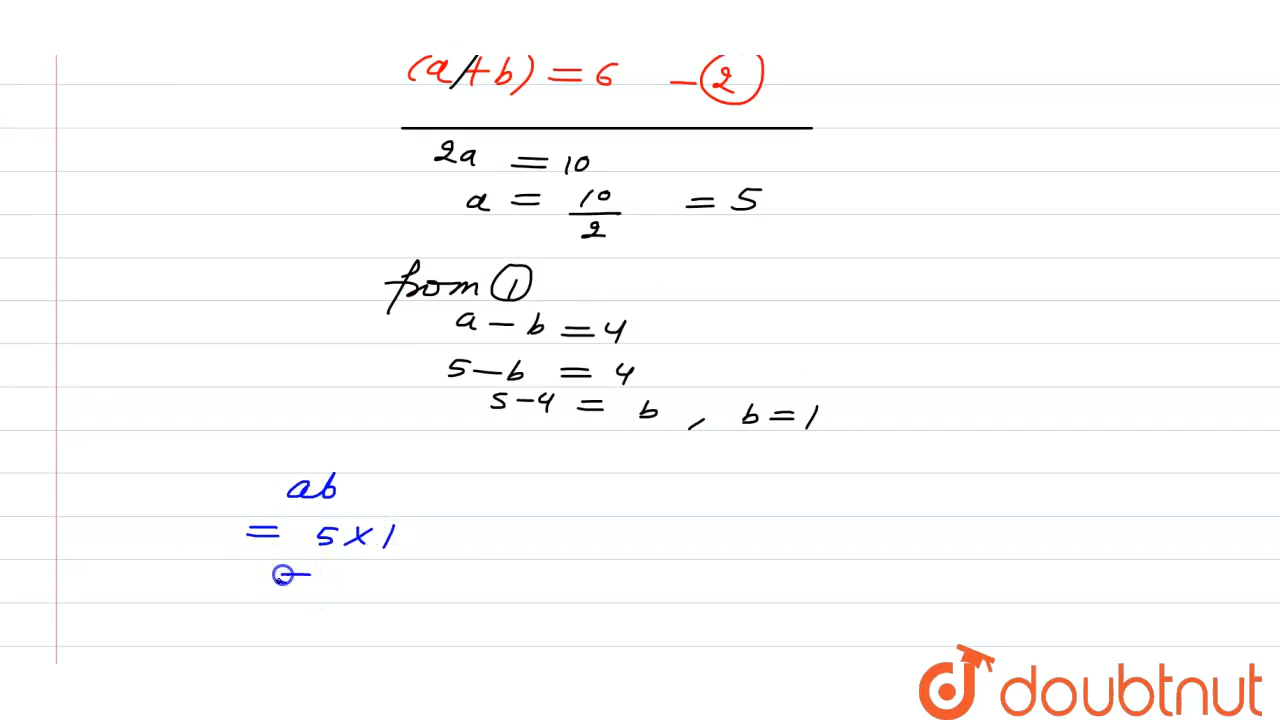 (a+b) = 6 - ②
2a = 10
a = 10/2 = 5
from ①
a - b = 4
5 - b = 4
5 - 4 = b , b = 1
ab
= 5 × 1
doubtnut